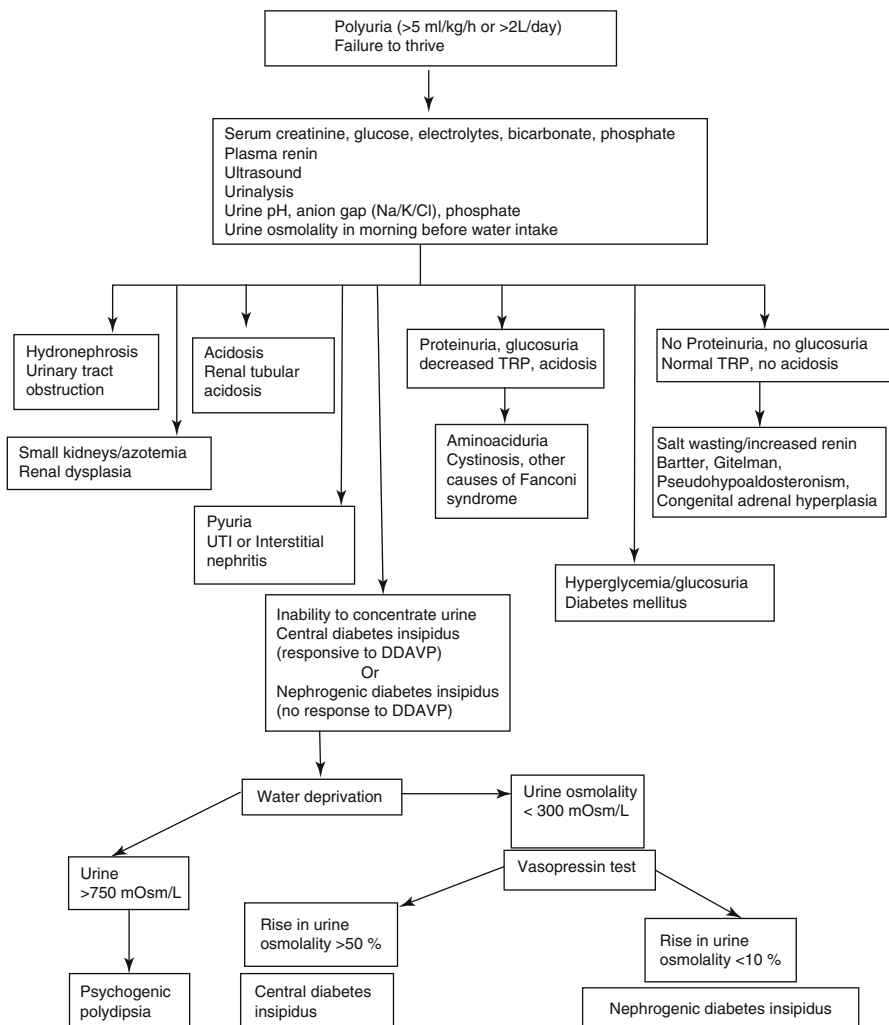 Polyuria (>5 ml/kg/h or >2L/day)
Failure to thrive
Serum creatinine, glucose, electrolytes, bicarbonate, phosphate
Plasma renin
Ultrasound
Urinalysis
Urine pH, anion gap (Na/K/Cl), phosphate
Urine osmolality in morning before water intake
Hydronephrosis
Urinary tract
obstruction
Acidosis
Renal tubular
acidosis
Proteinuria, glucosuria
decreased TRP, acidosis
No Proteinuria, no glucosuria
Normal TRP, no acidosis
Small kidneys/azotemia
Renal dysplasia
Aminoaciduria
Cystinosis, other
causes of Fanconi
syndrome
Salt wasting/increased renin
Bartter, Gitelman,
Pseudohypoaldosteronism,
Congenital adrenal hyperplasia
Pyuria
UTI or Interstitial
nephritis
Hyperglycemia/glucosuria
Diabetes mellitus
Inability to concentrate urine
Central diabetes insipidus
(responsive to DDAVP)
Or
Nephrogenic diabetes insipidus
(no response to DDAVP)
Water deprivation
Urine osmolality
< 300 mOsm/L
Urine
>750 mOsm/L
Vasopressin test
Rise in urine
osmolality >50 %
Rise in urine
osmolality <10 %
Psychogenic
polydipsia
Central diabetes
insipidus
Nephrogenic diabetes insipidus